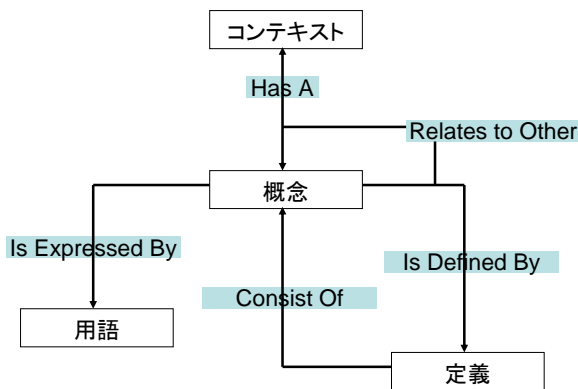 コンテキスト
Has A
Relates to Other
概念
Is Expressed By
Is Defined By
Consist Of
用語
定義